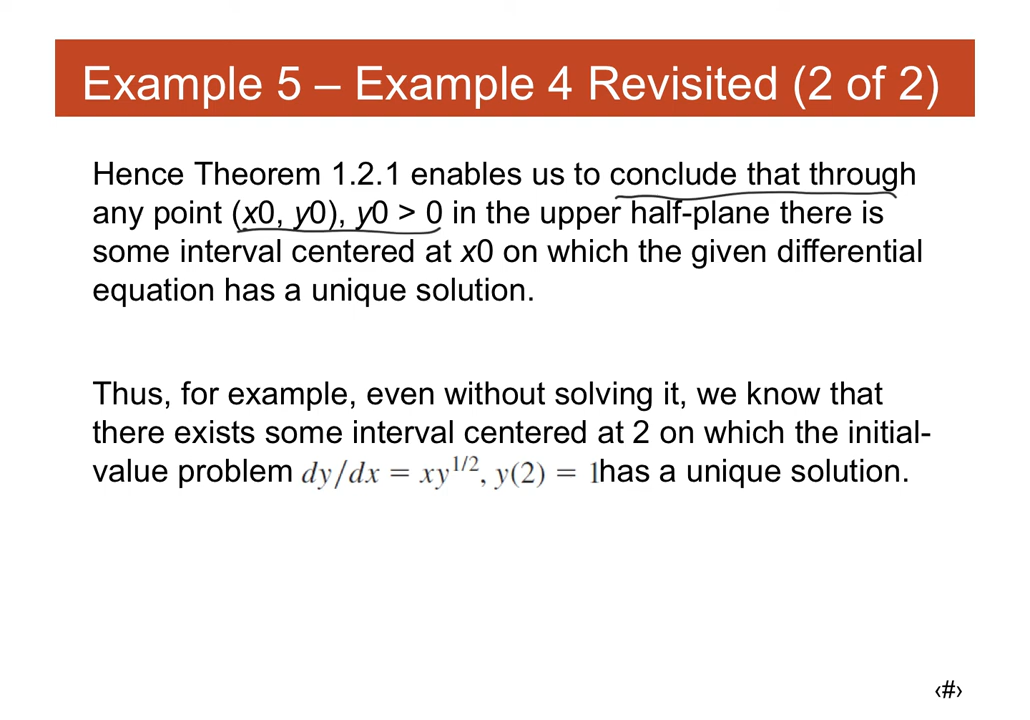 Example 5 – Example 4 Revisited (2 of 2)
Hence Theorem 1.2.1 enables us to conclude that through
any point (x0, y0), y0 > 0 in the upper half-plane there is
some interval centered at x0 on which the given differential
equation has a unique solution.
Thus, for example, even without solving it, we know that
there exists some interval centered at 2 on which the initial-
value problem dy/dx = xy^1/2, y(2) = 1has a unique solution.
‹#›